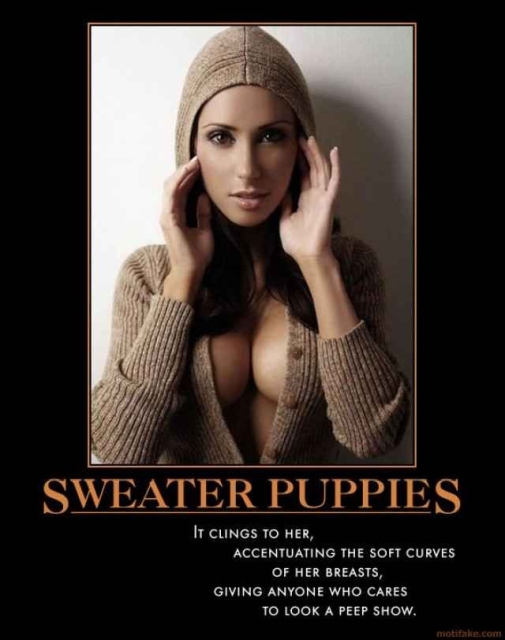 SWEATER PUPPIES
IT CLINGS TO HER,
ACCENTUATING THE SOFT CURVES
OF HER BREASTS,
GIVING ANYONE WHO CARES
TO LOOK A PEEP SHOW.
motifake.com